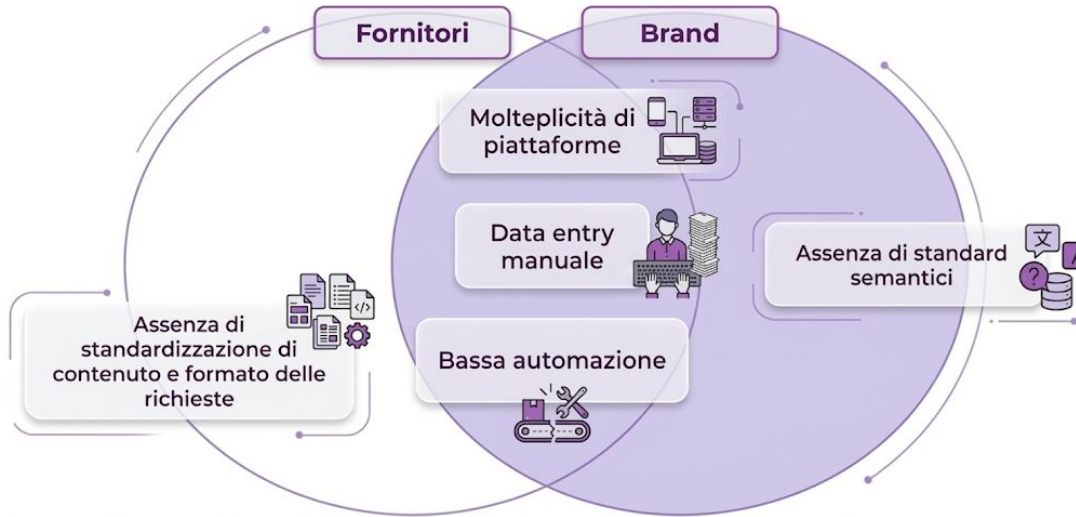 Fornitori
Brand
Molteplicità di
piattaforme
Data entry
manuale
Assenza di standard
semantici
Assenza di
standardizzazione di
contenuto e formato delle
richieste
Bassa automazione
文
?
</>